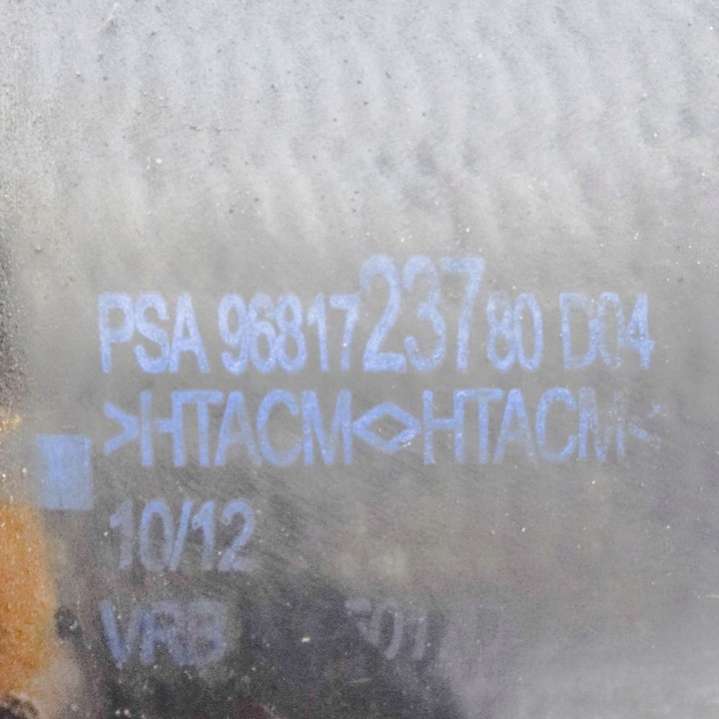 PSA 9681723780 D04
>HTACM<>HTACM<
10/12
VRB